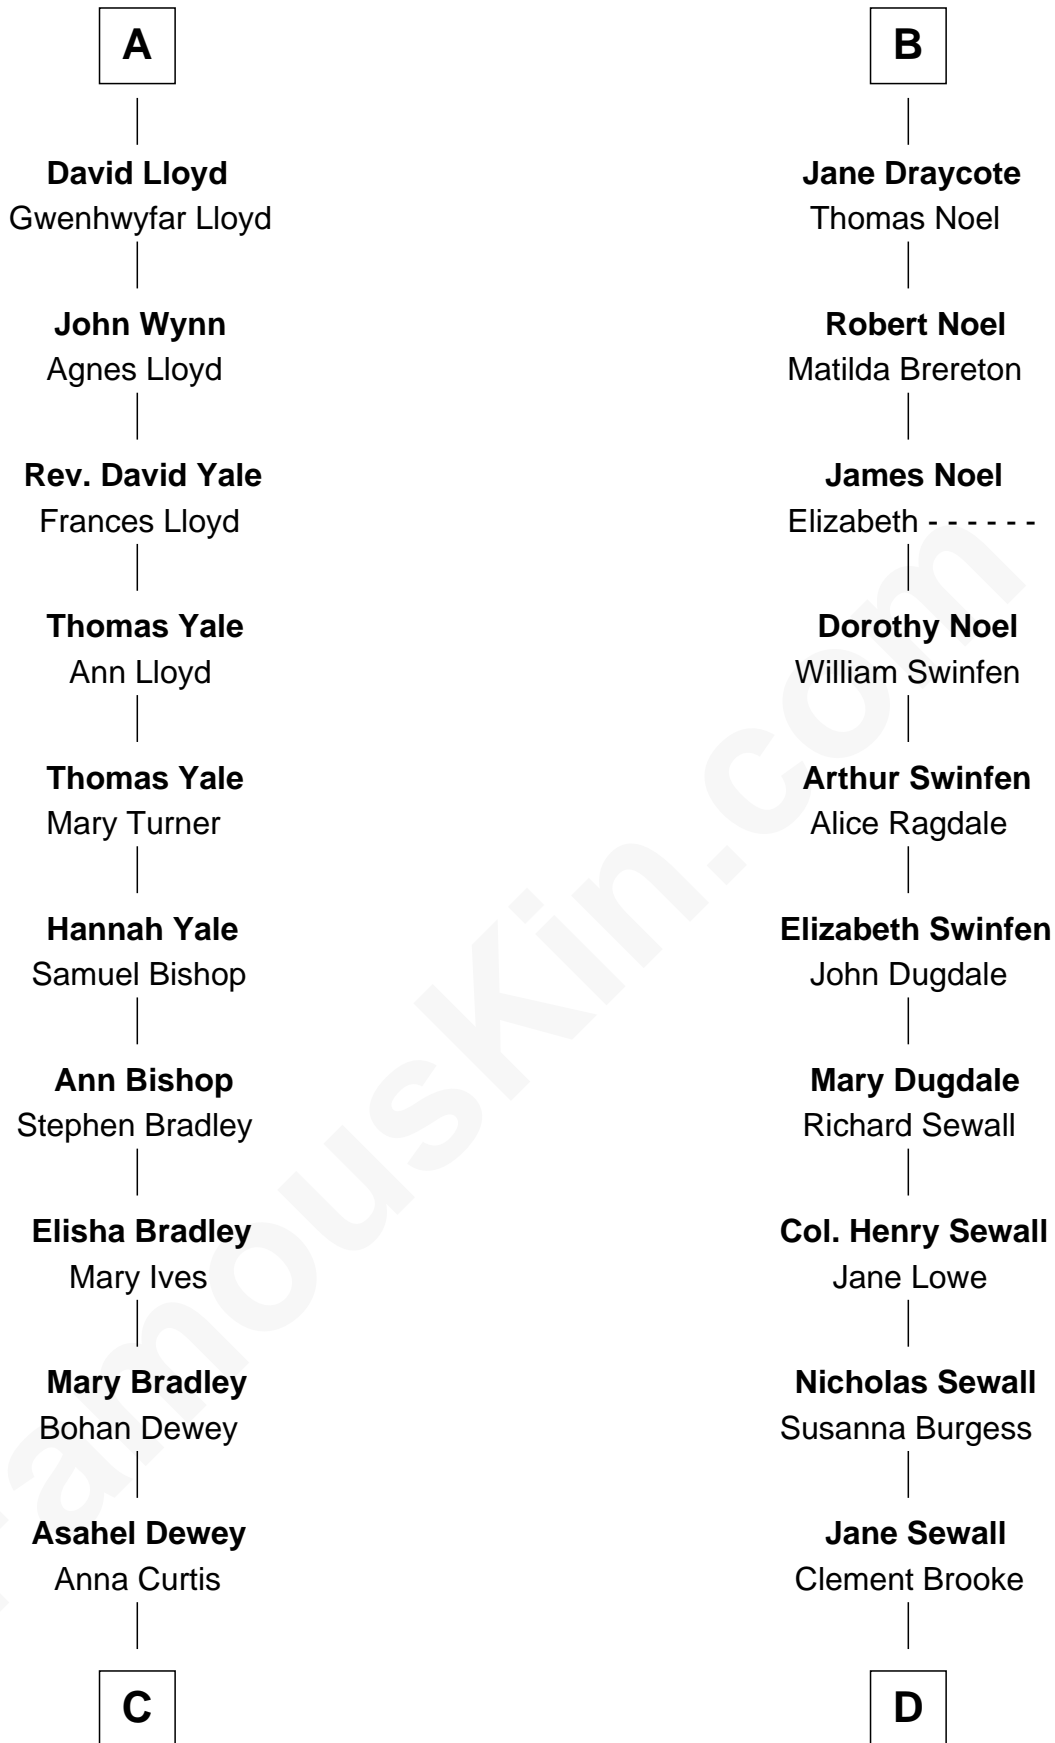 A
David Lloyd
Gwenhwyfar Lloyd
John Wynn
Agnes Lloyd
Rev. David Yale
Frances Lloyd
Thomas Yale
Ann Lloyd
Thomas Yale
Mary Turner
Hannah Yale
Samuel Bishop
Ann Bishop
Stephen Bradley
Elisha Bradley
Mary Ives
Mary Bradley
Bohan Dewey
Asahel Dewey
Anna Curtis
C
B
Jane Draycote
Thomas Noel
Robert Noel
Matilda Brereton
James Noel
Elizabeth - - - - - -
Dorothy Noel
William Swinfen
Arthur Swinfen
Alice Ragdale
Elizabeth Swinfen
John Dugdale
Mary Dugdale
Richard Sewall
Col. Henry Sewall
Jane Lowe
Nicholas Sewall
Susanna Burgess
Jane Sewall
Clement Brooke
D
FamousKin.com